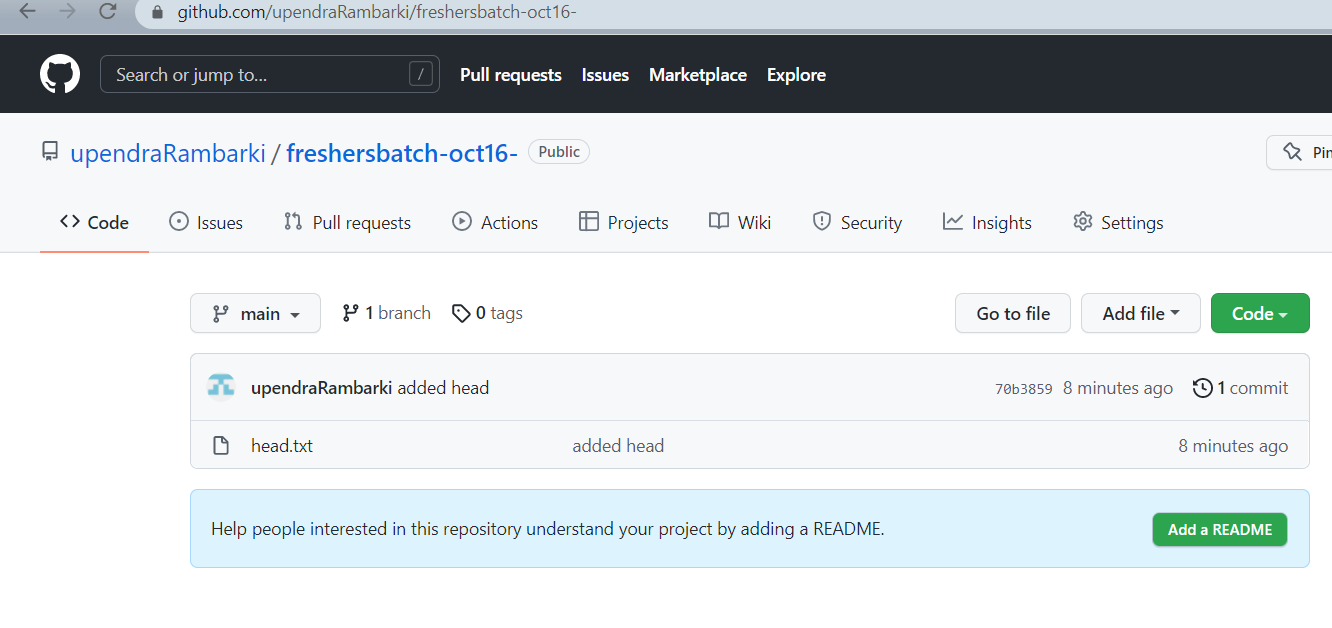 github.com/upendraRambarki/freshersbatch-oct16-
Search or jump to... / Pull requests Issues Marketplace Explore
upendraRambarki / freshersbatch-oct16- Public Pin
Code Issues Pull requests Actions Projects Wiki Security Insights Settings
main 1 branch 0 tags Go to file Add file Code
upendraRambarki added head 70b3859 8 minutes ago 1 commit
head.txt added head 8 minutes ago
Help people interested in this repository understand your project by adding a README. Add a README